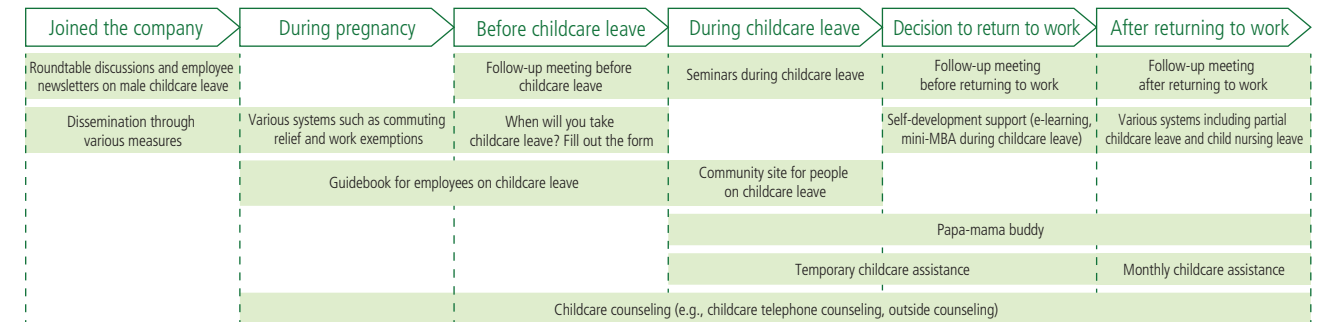 Joined the company
During pregnancy
Before childcare leave
During childcare leave
Decision to return to work
After returning to work
Roundtable discussions and employee
newsletters on male childcare leave
Follow-up meeting before
childcare leave
Seminars during childcare leave
Follow-up meeting
before returning to work
Follow-up meeting
after returning to work
Dissemination through
various measures
Various systems such as commuting
relief and work exemptions
When will you take
childcare leave? Fill out the form
Self-development support (e-learning,
mini-MBA during childcare leave)
Various systems including partial
childcare leave and child nursing leave
Guidebook for employees on childcare leave
Community site for people
on childcare leave
Papa-mama buddy
Temporary childcare assistance
Monthly childcare assistance
Childcare counseling (e.g., childcare telephone counseling, outside counseling)